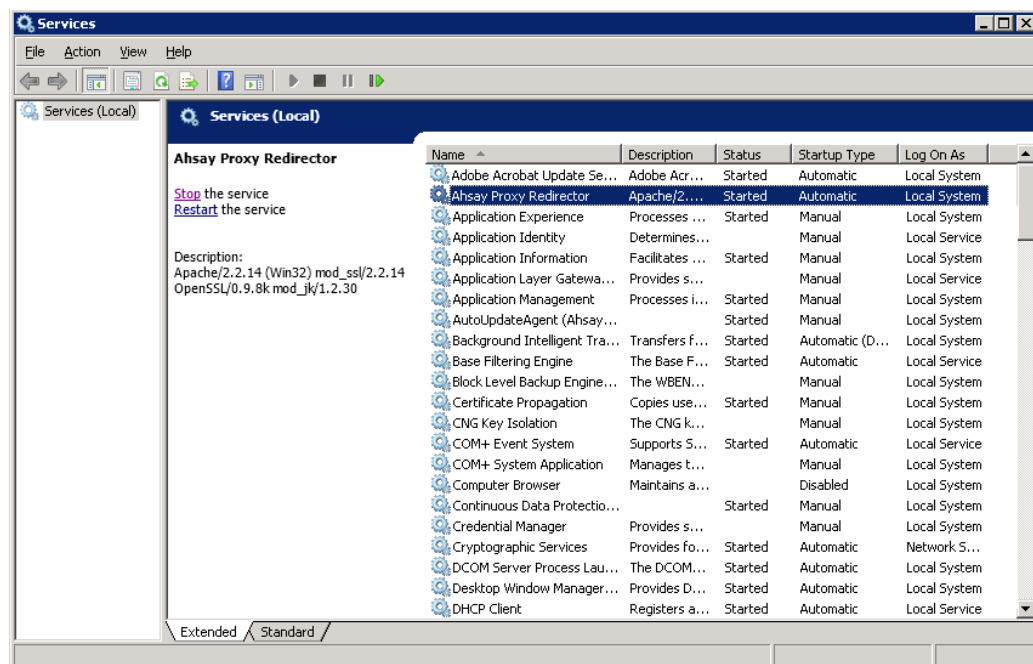 Services
File Action View Help
Services (Local)
Services (Local)
Ahsay Proxy Redirector
Stop the service
Restart the service
Description:
Apache/2.2.14 (Win32) mod_ssl/2.2.14
OpenSSL/0.9.8k mod_jk/1.2.30
Name Description Status Startup Type Log On As
Adobe Acrobat Update Se... Adobe Acr... Started Automatic Local System
Ahsay Proxy Redirector Apache/2.... Started Automatic Local System
Application Experience Processes ... Started Manual Local System
Application Identity Determines... Manual Local Service
Application Information Facilitates ... Started Manual Local System
Application Layer Gatewa... Provides s... Manual Local Service
Application Management Processes i... Started Manual Local System
AutoUpdateAgent (Ahsay... Started Manual Local System
Background Intelligent Tra... Transfers f... Started Automatic (D... Local System
Base Filtering Engine The Base F... Started Automatic Local Service
Block Level Backup Engine... The WBEN... Manual Local System
Certificate Propagation Copies use... Started Manual Local System
CNG Key Isolation The CNG k... Manual Local System
COM+ Event System Supports S... Started Automatic Local Service
COM+ System Application Manages t... Manual Local System
Computer Browser Maintains a... Disabled Local System
Continuous Data Protectio... Started Manual Local System
Credential Manager Provides s... Manual Local System
Cryptographic Services Provides fo... Started Automatic Network S...
DCOM Server Process Lau... The DCOM... Started Automatic Local System
Desktop Window Manager... Provides D... Started Automatic Local System
DHCP Client Registers a... Started Automatic Local Service
Extended Standard